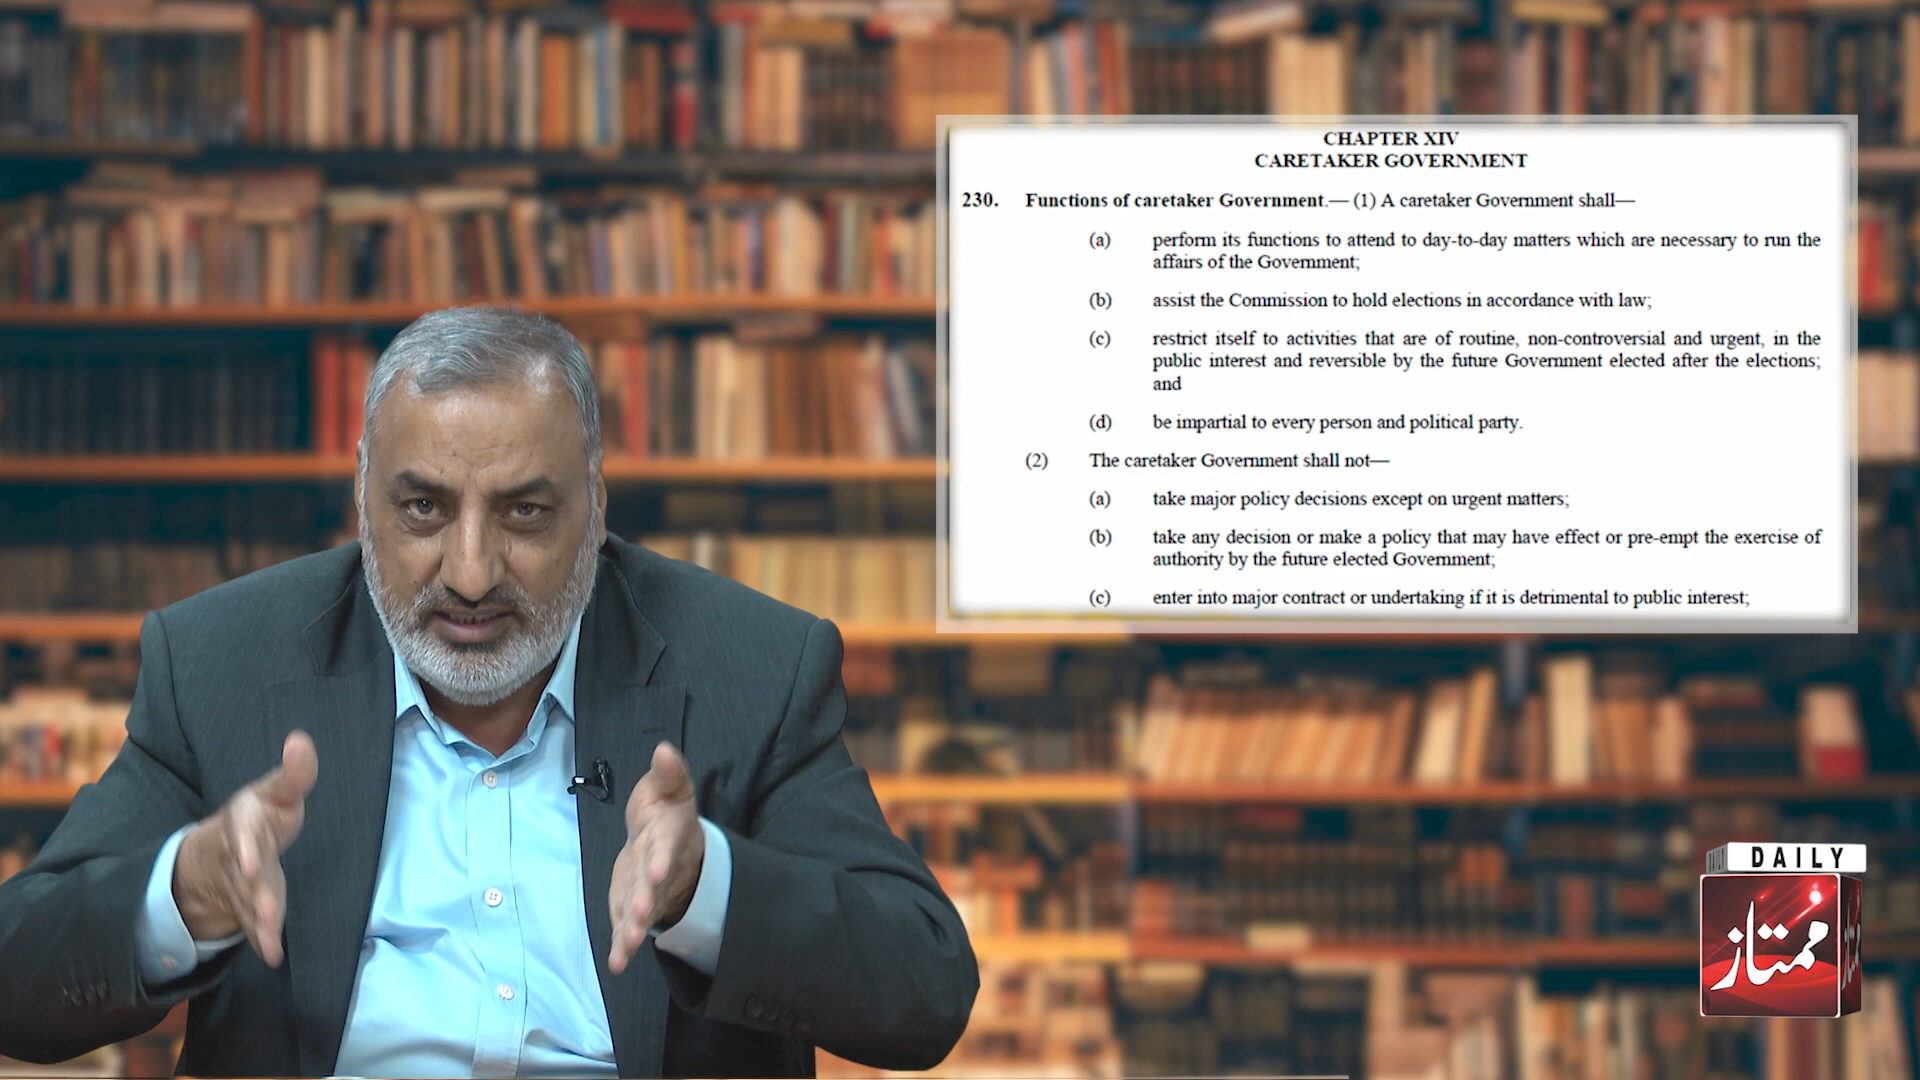 CHAPTER XIV
CARETAKER GOVERNMENT
230. Functions of caretaker Government.— (1) A caretaker Government shall—
(a) perform its functions to attend to day-to-day matters which are necessary to run the
affairs of the Government;
(b) assist the Commission to hold elections in accordance with law;
(c) restrict itself to activities that are of routine, non-controversial and urgent, in the
public interest and reversible by the future Government elected after the elections;
and
(d) be impartial to every person and political party.
(2) The caretaker Government shall not—
(a) take major policy decisions except on urgent matters;
(b) take any decision or make a policy that may have effect or pre-empt the exercise of
authority by the future elected Government;
(c) enter into major contract or undertaking if it is detrimental to public interest;
DAILY
DAILY
ممتاز
ممتاز